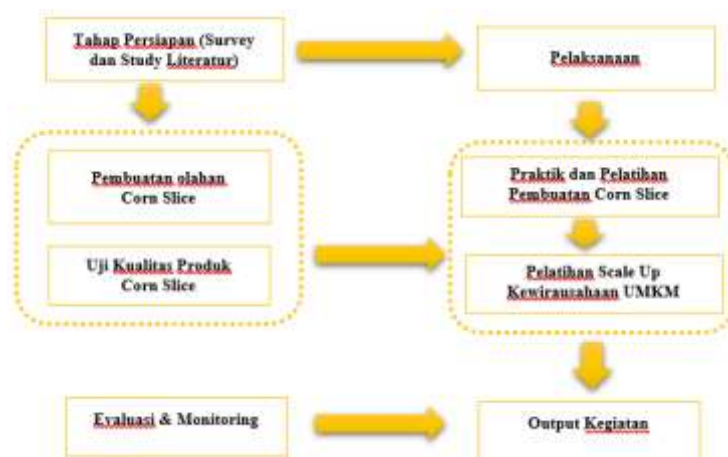 Tahap Persiapan (Survey
dan Study Literatur)
Pelaksanaan
Pembuatan olahan
Corn Slice
Uji Kualitas Produk
Corn Slice
Praktik dan Pelatihan
Pembuatan Corn Slice
Pelatihan Scale Up
Kewirausahaan UMKM
Evaluasi & Monitoring
Output Kegiatan